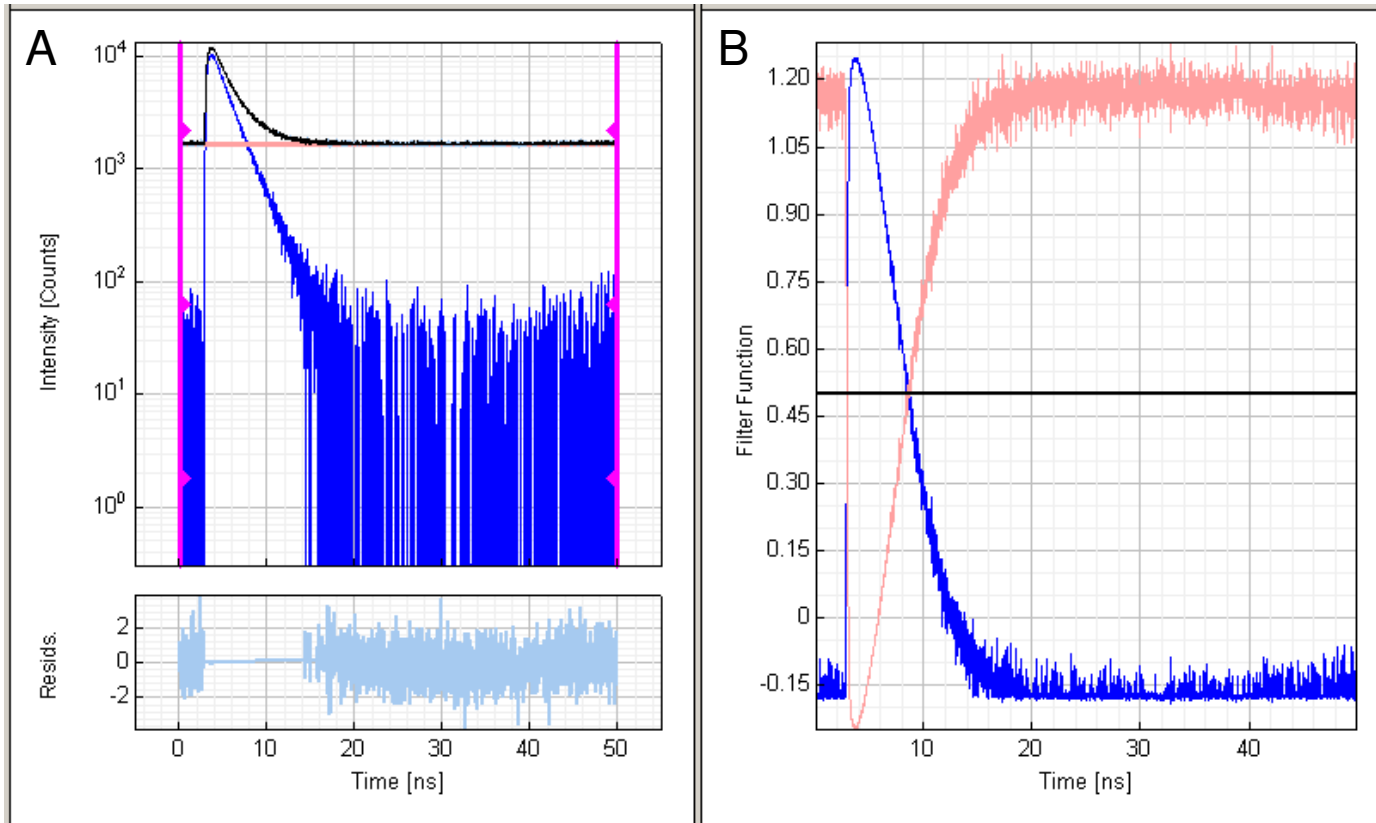 A
10⁴
10³
10²
10¹
10⁰
Intensity [Counts]
2
0
-2
Resids.
0 10 20 30 40 50
Time [ns]
B
1.20
1.05
0.90
0.75
0.60
0.45
0.30
0.15
0
-0.15
Filter Function
10 20 30 40
Time [ns]